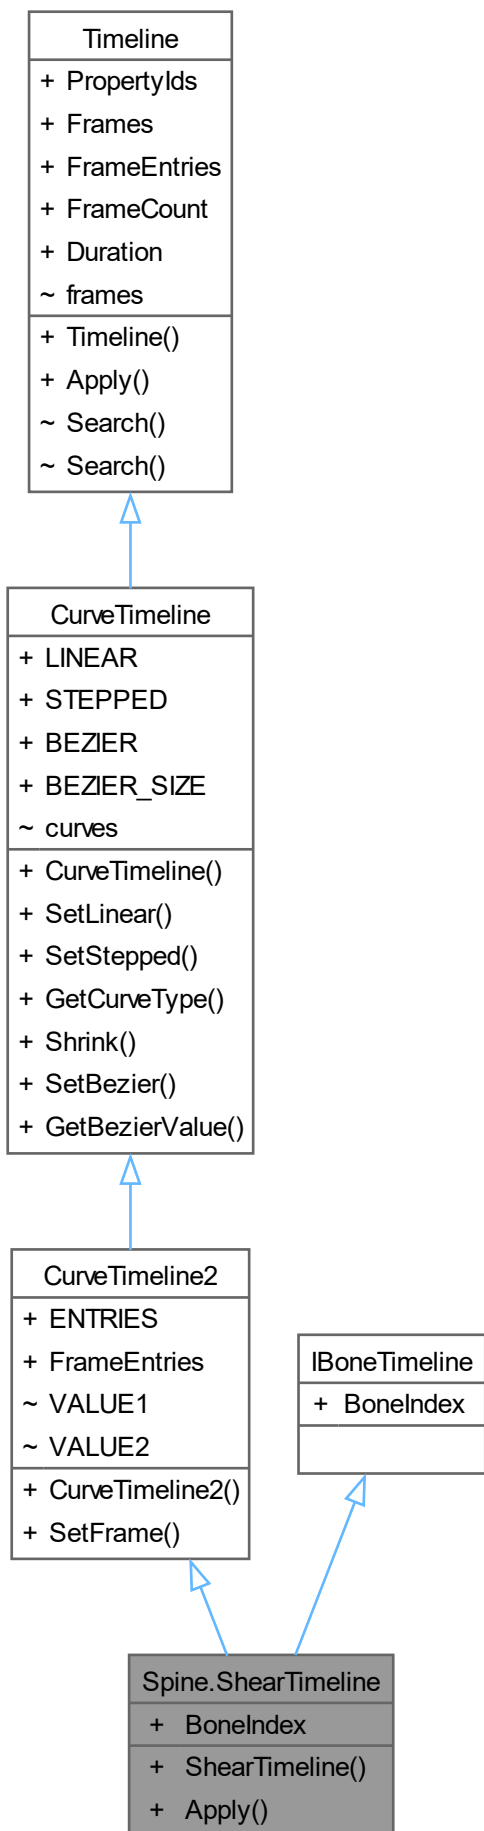 Timeline
+ PropertyIds
+ Frames
+ FrameEntries
+ FrameCount
+ Duration
~ frames
+ Timeline()
+ Apply()
~ Search()
~ Search()
CurveTimeline
+ LINEAR
+ STEPPED
+ BEZIER
+ BEZIER_SIZE
~ curves
+ CurveTimeline()
+ SetLinear()
+ SetStepped()
+ GetCurveType()
+ Shrink()
+ SetBezier()
+ GetBezierValue()
CurveTimeline2
+ ENTRIES
+ FrameEntries
~ VALUE1
~ VALUE2
+ CurveTimeline2()
+ SetFrame()
IBoneTimeline
+ BoneIndex
Spine.ShearTimeline
+ BoneIndex
+ ShearTimeline()
+ Apply()